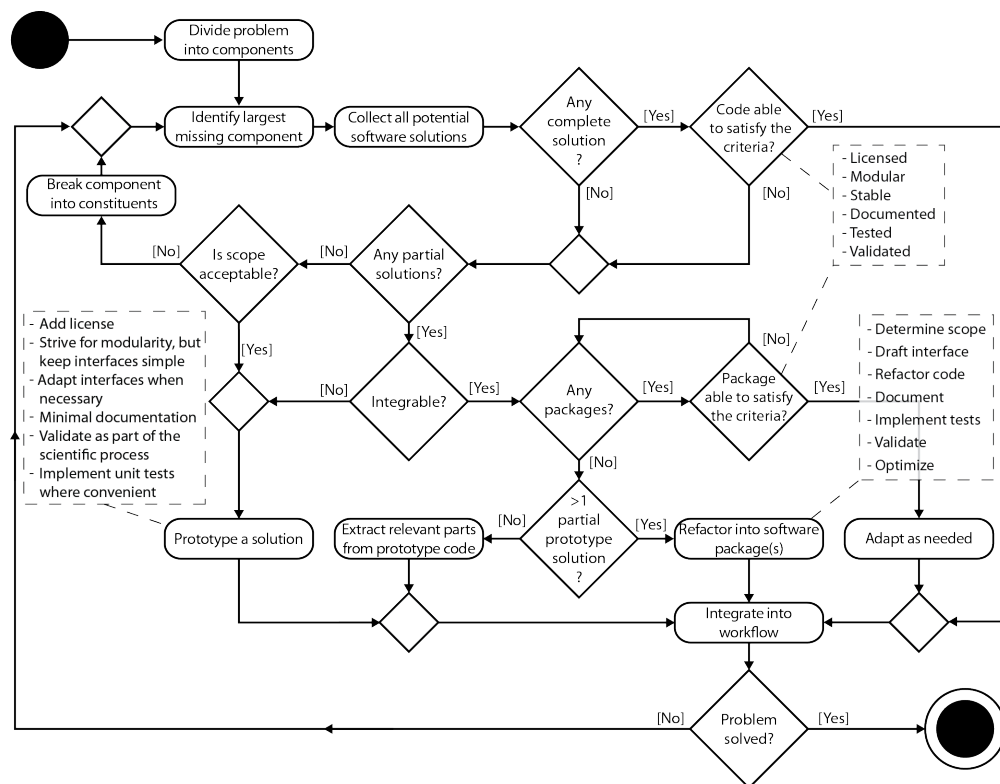 Divide problem
into components
Identify largest
missing component
Collect all potential
software solutions
Any
complete
solution
?
[Yes]
Code able
to satisfy the
criteria?
[Yes]
[No]
[No]
- Licensed
- Modular
- Stable
- Documented
- Tested
- Validated
Break component
into constituents
[No]
Is scope
acceptable?
[No]
Any partial
solutions?
[Yes]
[Yes]
- Add license
- Strive for modularity, but
keep interfaces simple
- Adapt interfaces when
necessary
- Minimal documentation
- Validate as part of the
scientific process
- Implement unit tests
where convenient
[No]
Integrable?
[Yes]
Any
packages?
[Yes]
[No]
Package
able to satisfy
the criteria?
[No]
[Yes]
- Determine scope
- Draft interface
- Refactor code
- Document
- Implement tests
- Validate
- Optimize
Prototype a solution
Extract relevant parts
from prototype code
[No]
>1
partial
prototype
solution
?
[Yes]
Refactor into software
package(s)
Adapt as needed
Integrate into
workflow
[No]
Problem
solved?
[Yes]